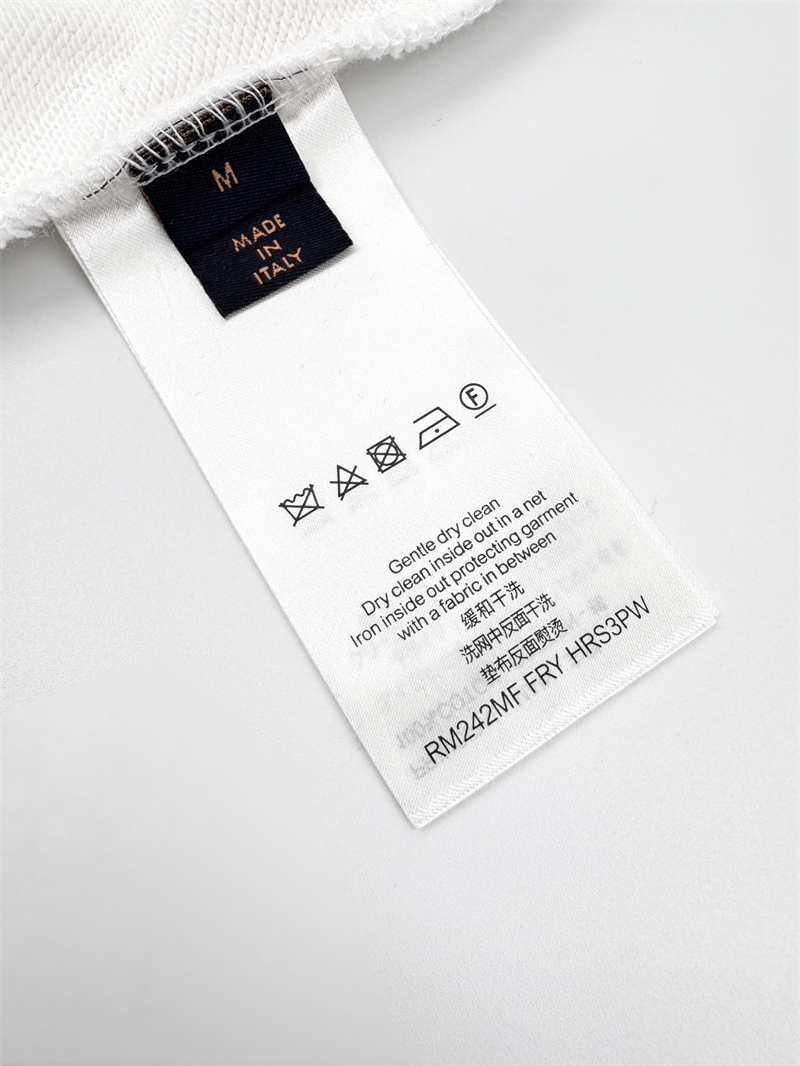 M
MADE
IN
ITALY
F
Gentle dry clean
Dry clean inside out in a net
Iron inside out protecting garment
with a fabric in between
缓和干洗
洗网中反面干洗
垫布反面熨烫
RM242MF FRY HRS3PW